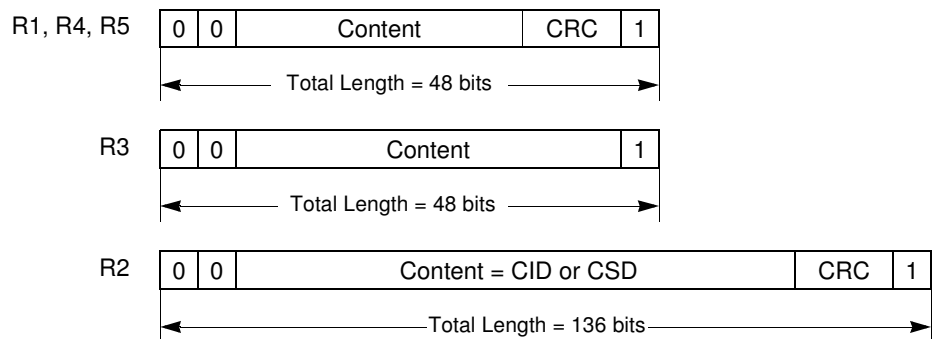 R1, R4, R5 0 0 Content CRC 1
Total Length = 48 bits
R3 0 0 Content 1
Total Length = 48 bits
R2 0 0 Content = CID or CSD CRC 1
Total Length = 136 bits